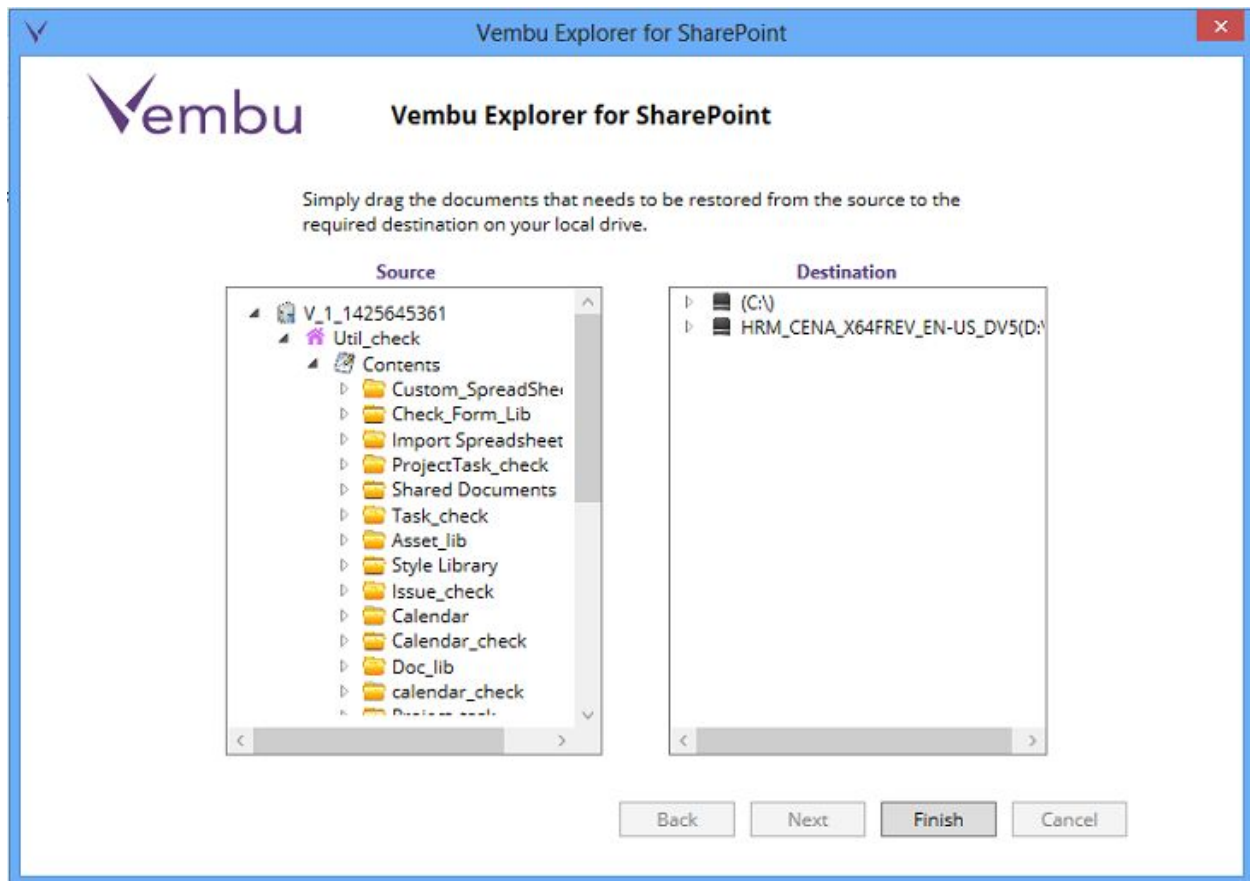 Vembu Explorer for SharePoint
Vembu
Vembu Explorer for SharePoint
Simply drag the documents that needs to be restored from the source to the
required destination on your local drive.
Source
V_1_1425645361
Util_check
Contents
Custom_SpreadShe
Check_Form_Lib
Import Spreadsheet
ProjectTask_check
Shared Documents
Task_check
Asset_lib
Style Library
Issue_check
Calendar
Calendar_check
Doc_lib
calendar_check
Destination
(C:\)
HRM_CENA_X64FREV_EN-US_DV5(D:\
Back
Next
Finish
Cancel